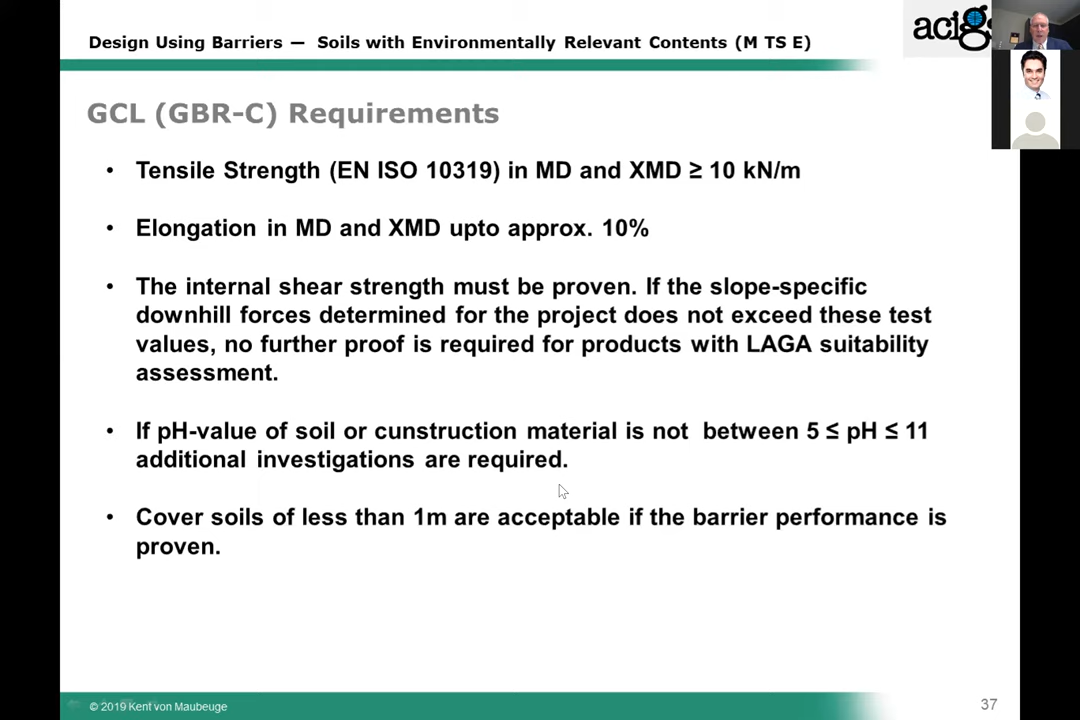 Design Using Barriers — Soils with Environmentally Relevant Contents (M TS E)
acigs
GCL (GBR-C) Requirements
• Tensile Strength (EN ISO 10319) in MD and XMD ≥ 10 kN/m
• Elongation in MD and XMD upto approx. 10%
• The internal shear strength must be proven. If the slope-specific
downhill forces determined for the project does not exceed these test
values, no further proof is required for products with LAGA suitability
assessment.
• If pH-value of soil or cunstruction material is not between 5 ≤ pH ≤ 11
additional investigations are required.
• Cover soils of less than 1m are acceptable if the barrier performance is
proven.
© 2019 Kent von Maubeuge
37